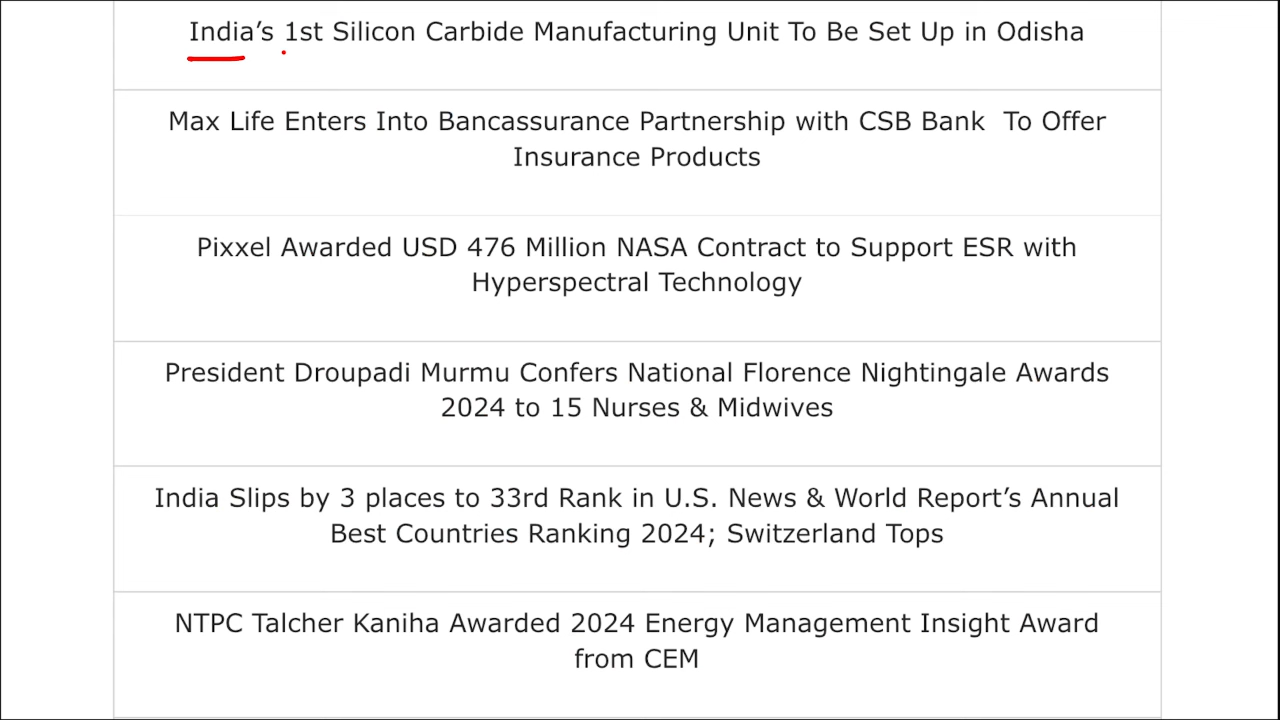 India’s 1st Silicon Carbide Manufacturing Unit To Be Set Up in Odisha
Max Life Enters Into Bancassurance Partnership with CSB Bank  To Offer
Insurance Products
Pixxel Awarded USD 476 Million NASA Contract to Support ESR with
Hyperspectral Technology
President Droupadi Murmu Confers National Florence Nightingale Awards
2024 to 15 Nurses & Midwives
India Slips by 3 places to 33rd Rank in U.S. News & World Report’s Annual
Best Countries Ranking 2024; Switzerland Tops
NTPC Talcher Kaniha Awarded 2024 Energy Management Insight Award
from CEM